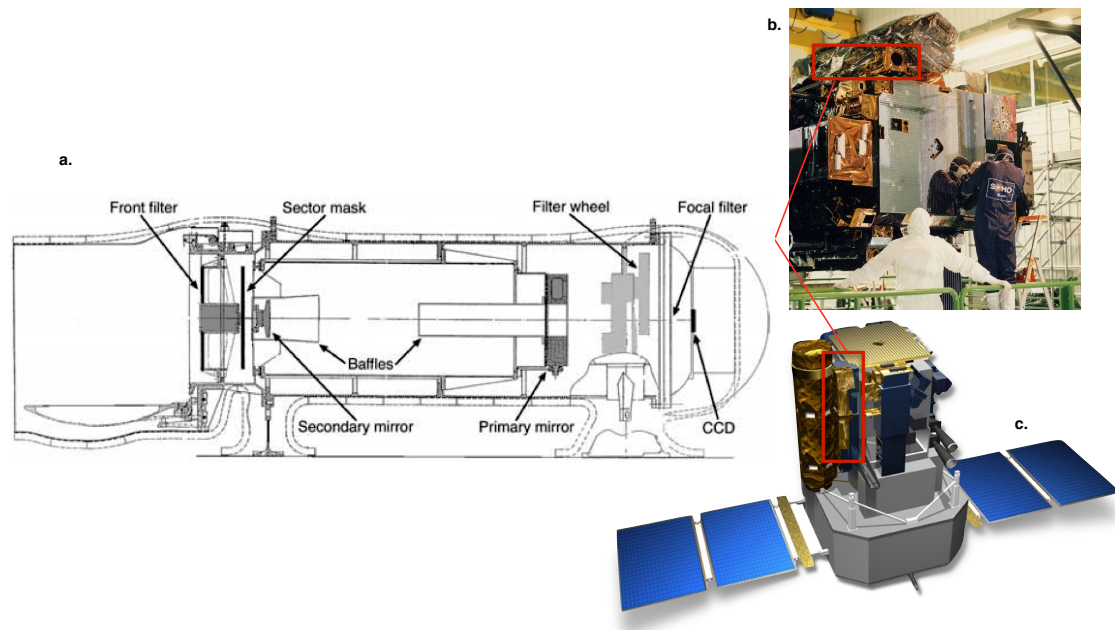 a.
Front filter
Sector mask
Filter wheel
Focal filter
Baffles
Secondary mirror
Primary mirror
CCD
b.
SOHO
c.